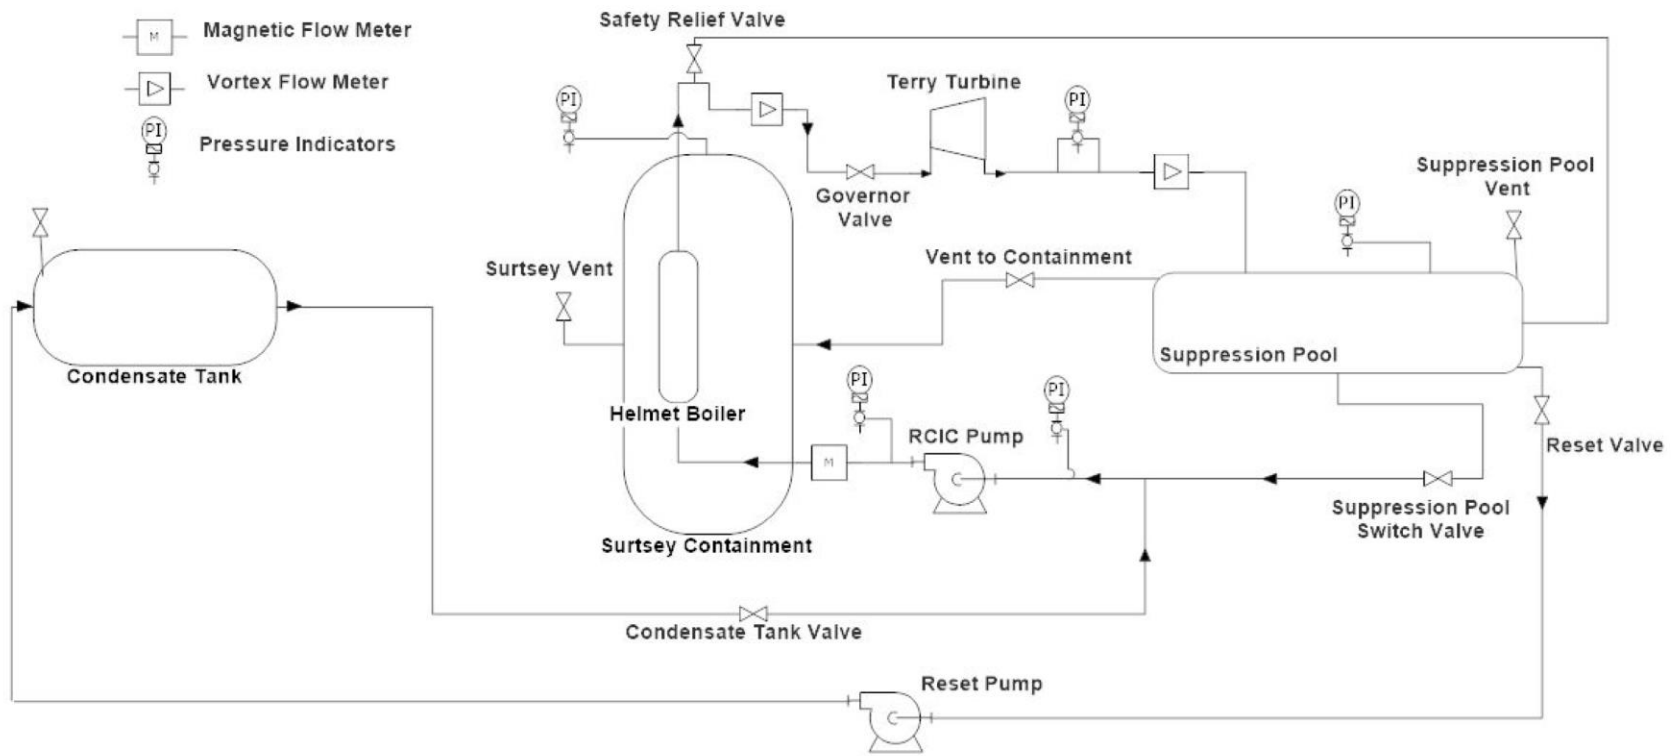 Safety Relief Valve
M
Magnetic Flow Meter
Vortex Flow Meter
PI
Pressure Indicators
PI
Terry Turbine
PI
Governor
Valve
Suppression Pool
Vent
PI
Surtsey Vent
Vent to Containment
Condensate Tank
Suppression Pool
Helmet Boiler
PI
PI
RCIC Pump
M
C
Reset Valve
Suppression Pool
Switch Valve
Surtsey Containment
Condensate Tank Valve
Reset Pump
C